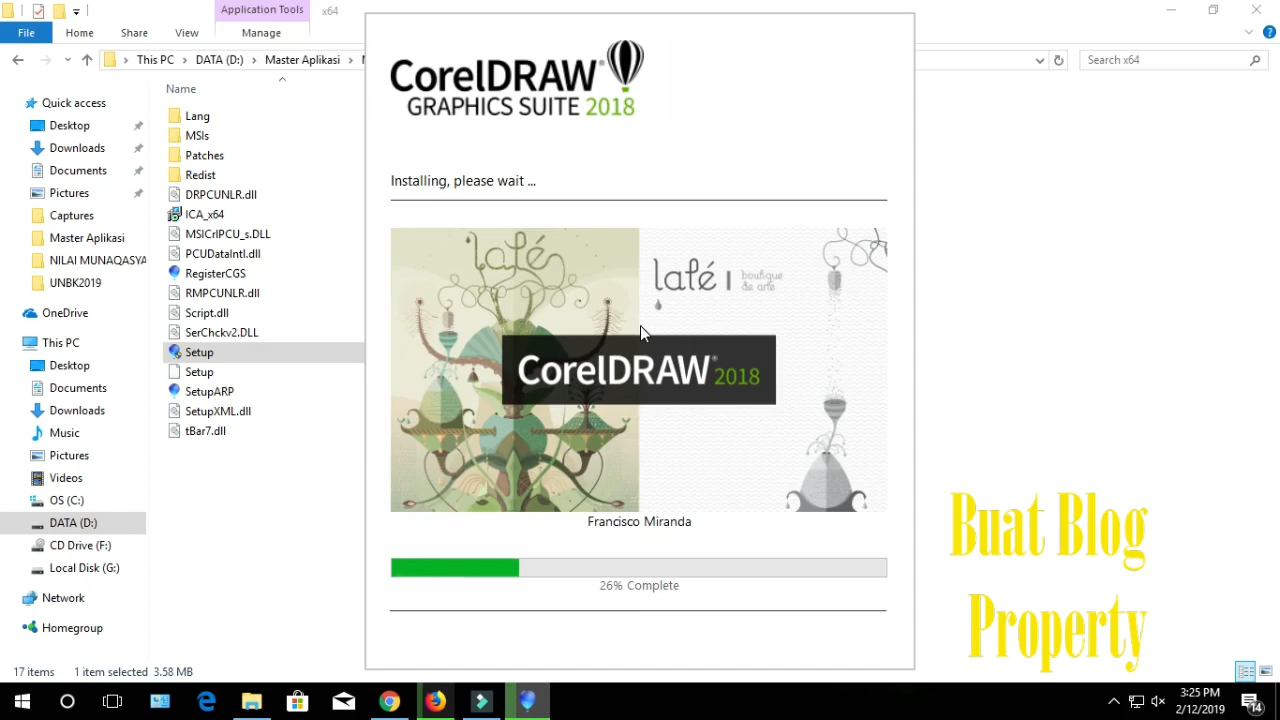 Application Tools
x64
File
Home
Share
View
Manage
This PC
DATA (D:)
Master Aplikasi
Search x64
Quick access
Desktop
Downloads
Documents
Pictures
Captures
Master Aplikasi
NILAI MUNAQASYA
UNBK2019
OneDrive
This PC
Desktop
Documents
Downloads
Music
Pictures
Videos
OS (C:)
DATA (D:)
CD Drive (F:)
Local Disk (G:)
Network
Homegroup
Name
Lang
MSIs
Patches
Redist
DRPCUNLR.dll
ICA_x64
MSICrlPCU_s.DLL
PCUDataIntl.dll
RegisterCGS
RMPCUNLR.dll
Script.dll
SerChckv2.DLL
Setup
Setup
SetupARP
SetupXML.dll
tBar7.dll
CorelDRAW®
GRAPHICS SUITE 2018
Installing, please wait ...
lafé
lafé | boutique
de arte
CorelDRAW® 2018
Francisco Miranda
26% Complete
Buat Blog
Property
17 items
1 item selected 3.58 MB
3:25 PM
2/12/2019
14